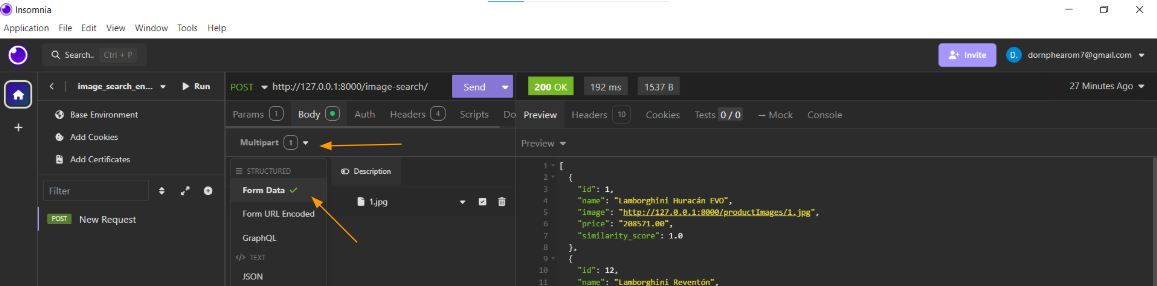 Insomnia
Application File Edit View Window Tools Help
Search.. Ctrl + P
Invite
D. dornphearom7@gmail.com
image_search_en... Run
POST http://127.0.0.1:8000/image-search/ Send
200 OK 192 ms 1537 B 27 Minutes Ago
Base Environment
Add Cookies
Add Certificates
Filter
POST New Request
Params 1 Body Auth Headers 4 Scripts Do
Multipart 1
STRUCTURED
Form Data
Form URL Encoded
GraphQL
</> TEXT
JSON
Description
1.jpg
Preview Headers 10 Cookies Tests 0 / 0 → Mock Console
Preview
1 [
2 {
3 "id": 1,
4 "name": "Lamborghini Huracán EVO",
5 "image": "http://127.0.0.1:8000/productImages/1.jpg",
6 "price": "208571.00",
7 "similarity_score": 1.0
8 },
9 {
10 "id": 12,
11 "name": "Lamborghini Reventón",